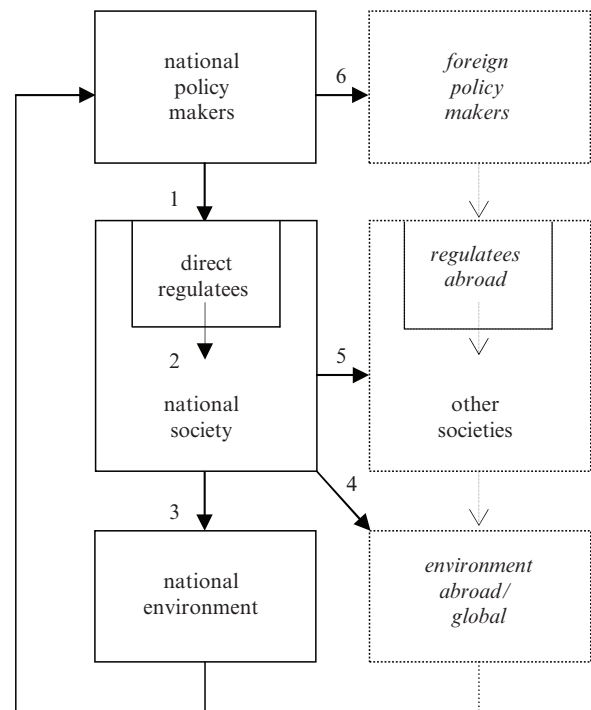 national
policy
makers
6
foreign
policy
makers
1
direct
regulatees
regulatees
abroad
2
5
national
society
other
societies
3
4
national
environment
environment
abroad/
global